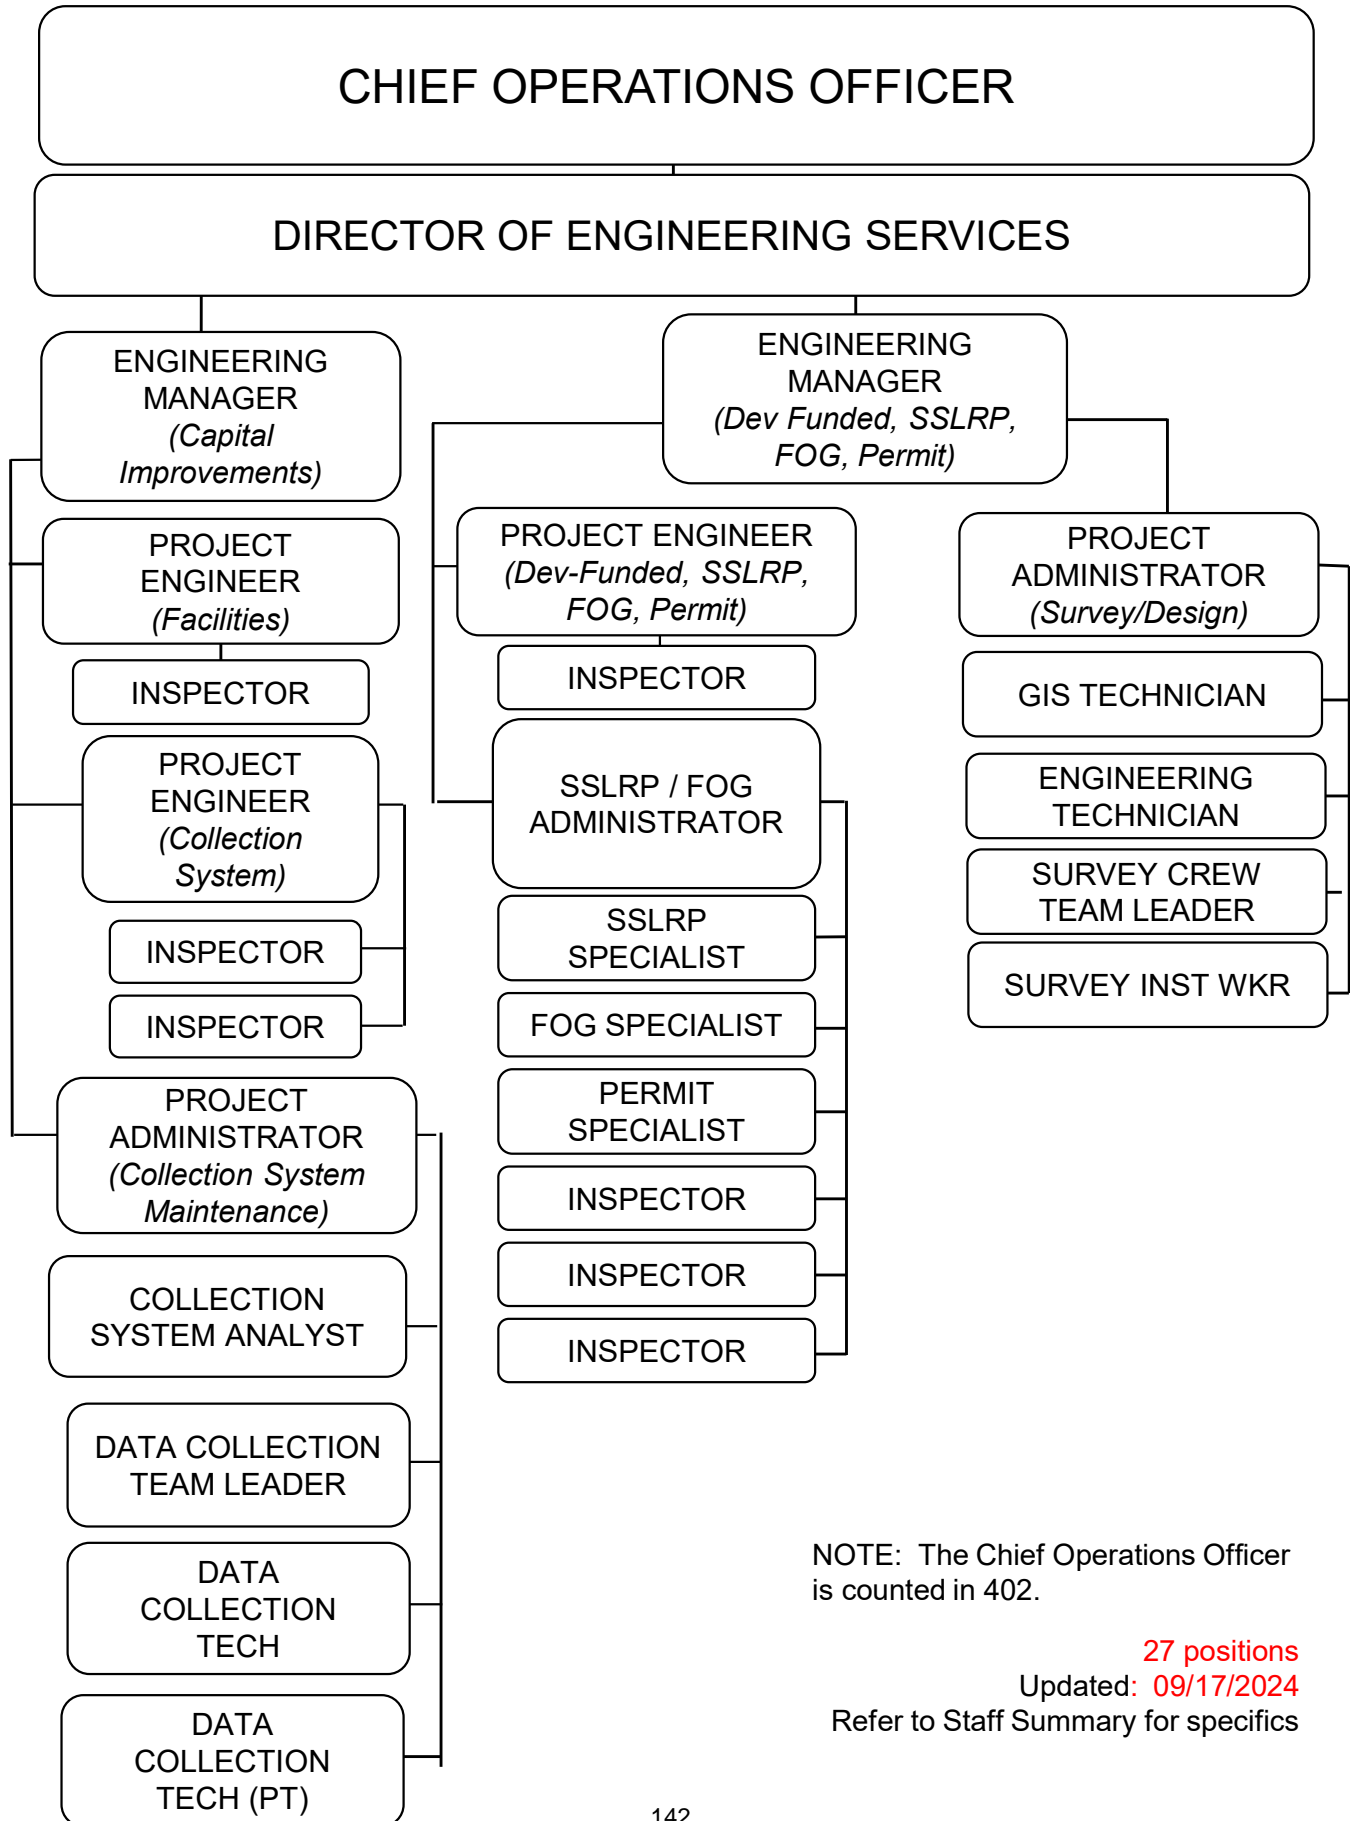 CHIEF OPERATIONS OFFICER
DIRECTOR OF ENGINEERING SERVICES
ENGINEERING
MANAGER
(Capital
Improvements)
PROJECT
ENGINEER
(Facilities)
INSPECTOR
PROJECT
ENGINEER
(Collection
System)
INSPECTOR
INSPECTOR
PROJECT
ADMINISTRATOR
(Collection System
Maintenance)
COLLECTION
SYSTEM ANALYST
DATA COLLECTION
TEAM LEADER
DATA
COLLECTION
TECH
DATA
COLLECTION
TECH (PT)
ENGINEERING
MANAGER
(Dev Funded, SSLRP,
FOG, Permit)
PROJECT ENGINEER
(Dev-Funded, SSLRP,
FOG, Permit)
INSPECTOR
SSLRP / FOG
ADMINISTRATOR
SSLRP
SPECIALIST
FOG SPECIALIST
PERMIT
SPECIALIST
INSPECTOR
INSPECTOR
INSPECTOR
PROJECT
ADMINISTRATOR
(Survey/Design)
GIS TECHNICIAN
ENGINEERING
TECHNICIAN
SURVEY CREW
TEAM LEADER
SURVEY INST WKR
NOTE:  The Chief Operations Officer
is counted in 402.
27 positions
Updated:  09/17/2024
Refer to Staff Summary for specifics
142